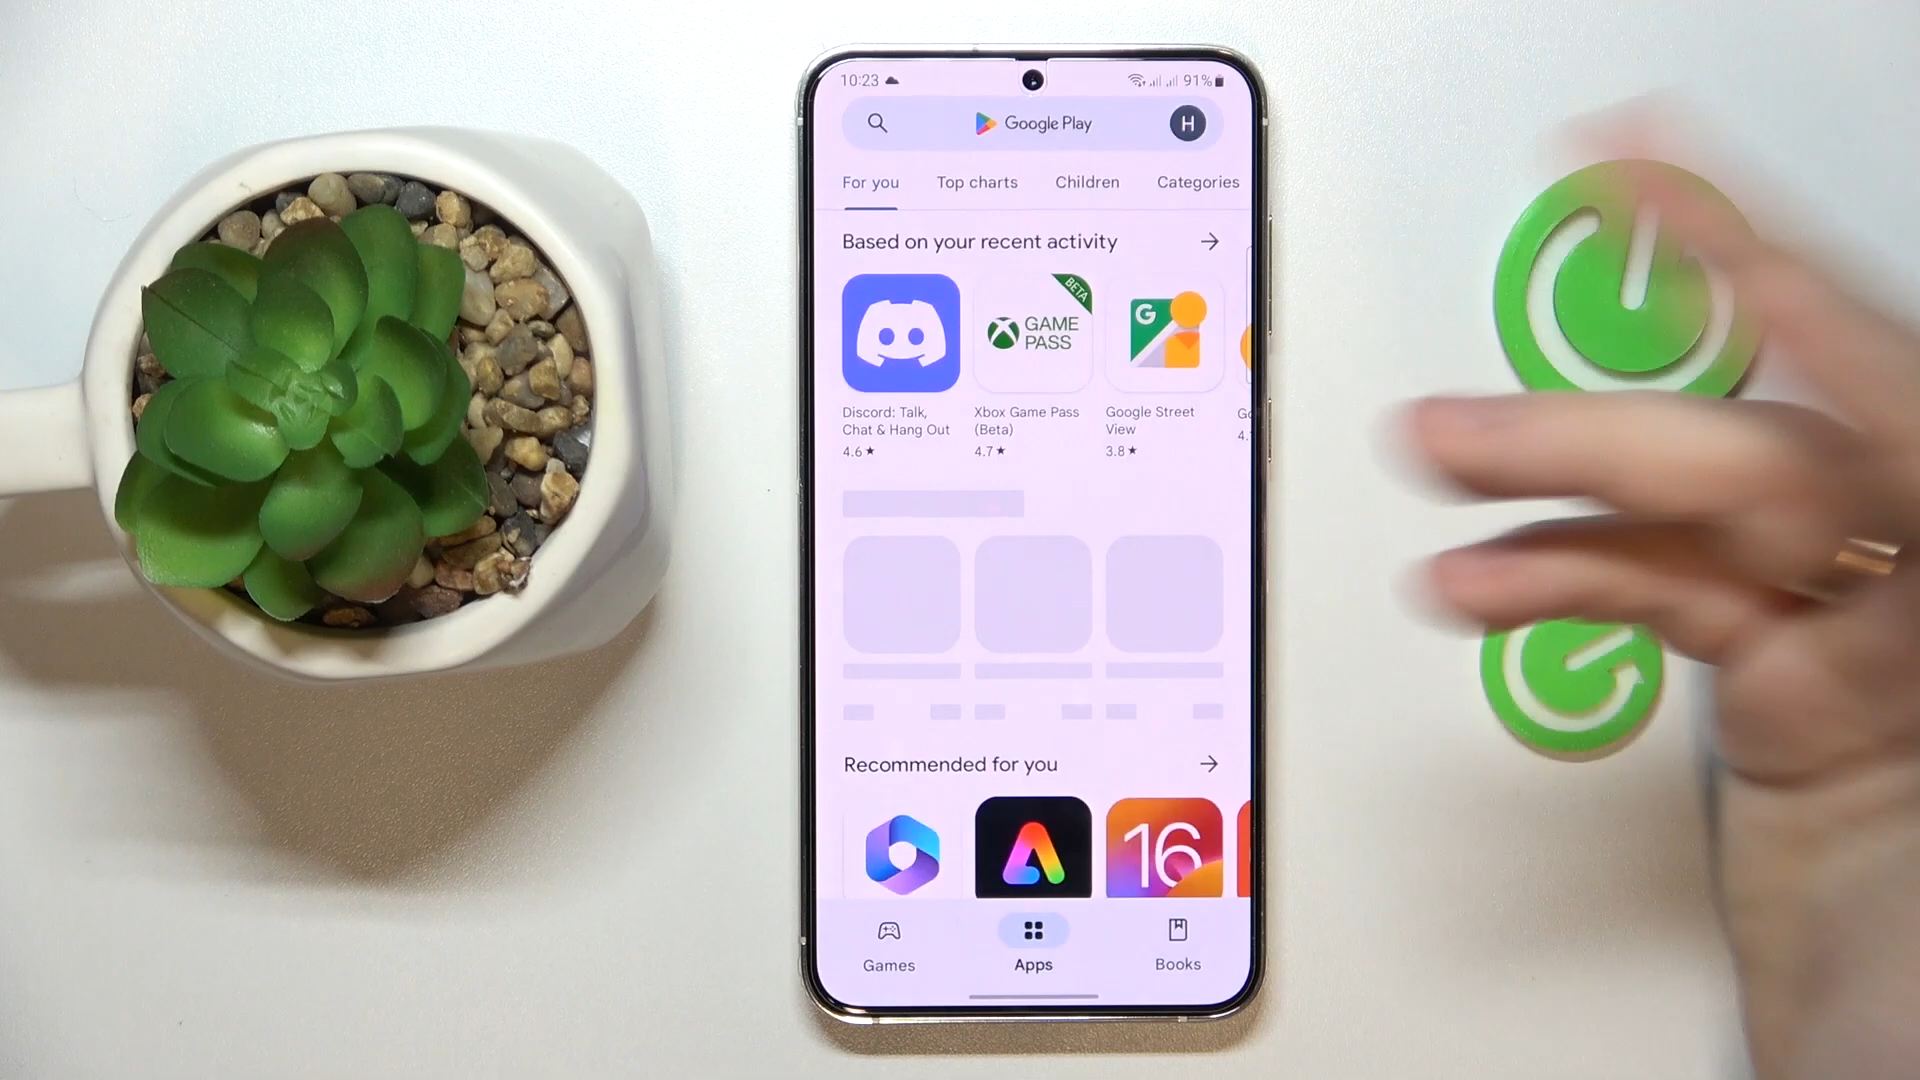 10:23
91%
Google Play
H
For you
Top charts
Children
Categories
Based on your recent activity
BETA
GAME
PASS
G
Discord: Talk,
Chat & Hang Out
4.6★
Xbox Game Pass
(Beta)
4.7★
Google Street
View
3.8★
Recommended for you
16
Games
Apps
Books